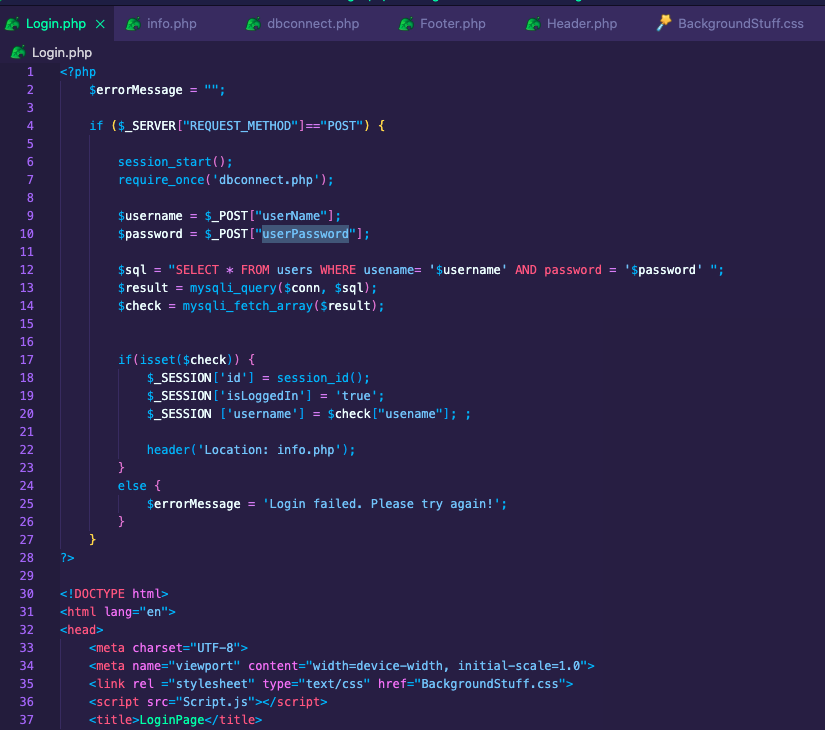 Login.php × info.php dbconnect.php Footer.php Header.php BackgroundStuff.css
Login.php
1 <?php
2 $errorMessage = "";
3
4 if ($_SERVER["REQUEST_METHOD"]=="POST") {
5
6 session_start();
7 require_once('dbconnect.php');
8
9 $username = $_POST["userName"];
10 $password = $_POST["userPassword"];
11
12 $sql = "SELECT * FROM users WHERE usename= '$username' AND password = '$password' ";
13 $result = mysqli_query($conn, $sql);
14 $check = mysqli_fetch_array($result);
15
16
17 if(isset($check)) {
18 $_SESSION['id'] = session_id();
19 $_SESSION['isLoggedIn'] = 'true';
20 $_SESSION ['username'] = $check["usename"]; ;
21
22 header('Location: info.php');
23 }
24 else {
25 $errorMessage = 'Login failed. Please try again!';
26 }
27 }
28 ?>
29
30 <!DOCTYPE html>
31 <html lang="en">
32 <head>
33 <meta charset="UTF-8">
34 <meta name="viewport" content="width=device-width, initial-scale=1.0">
35 <link rel ="stylesheet" type="text/css" href="BackgroundStuff.css">
36 <script src="Script.js"></script>
37 <title>LoginPage</title>